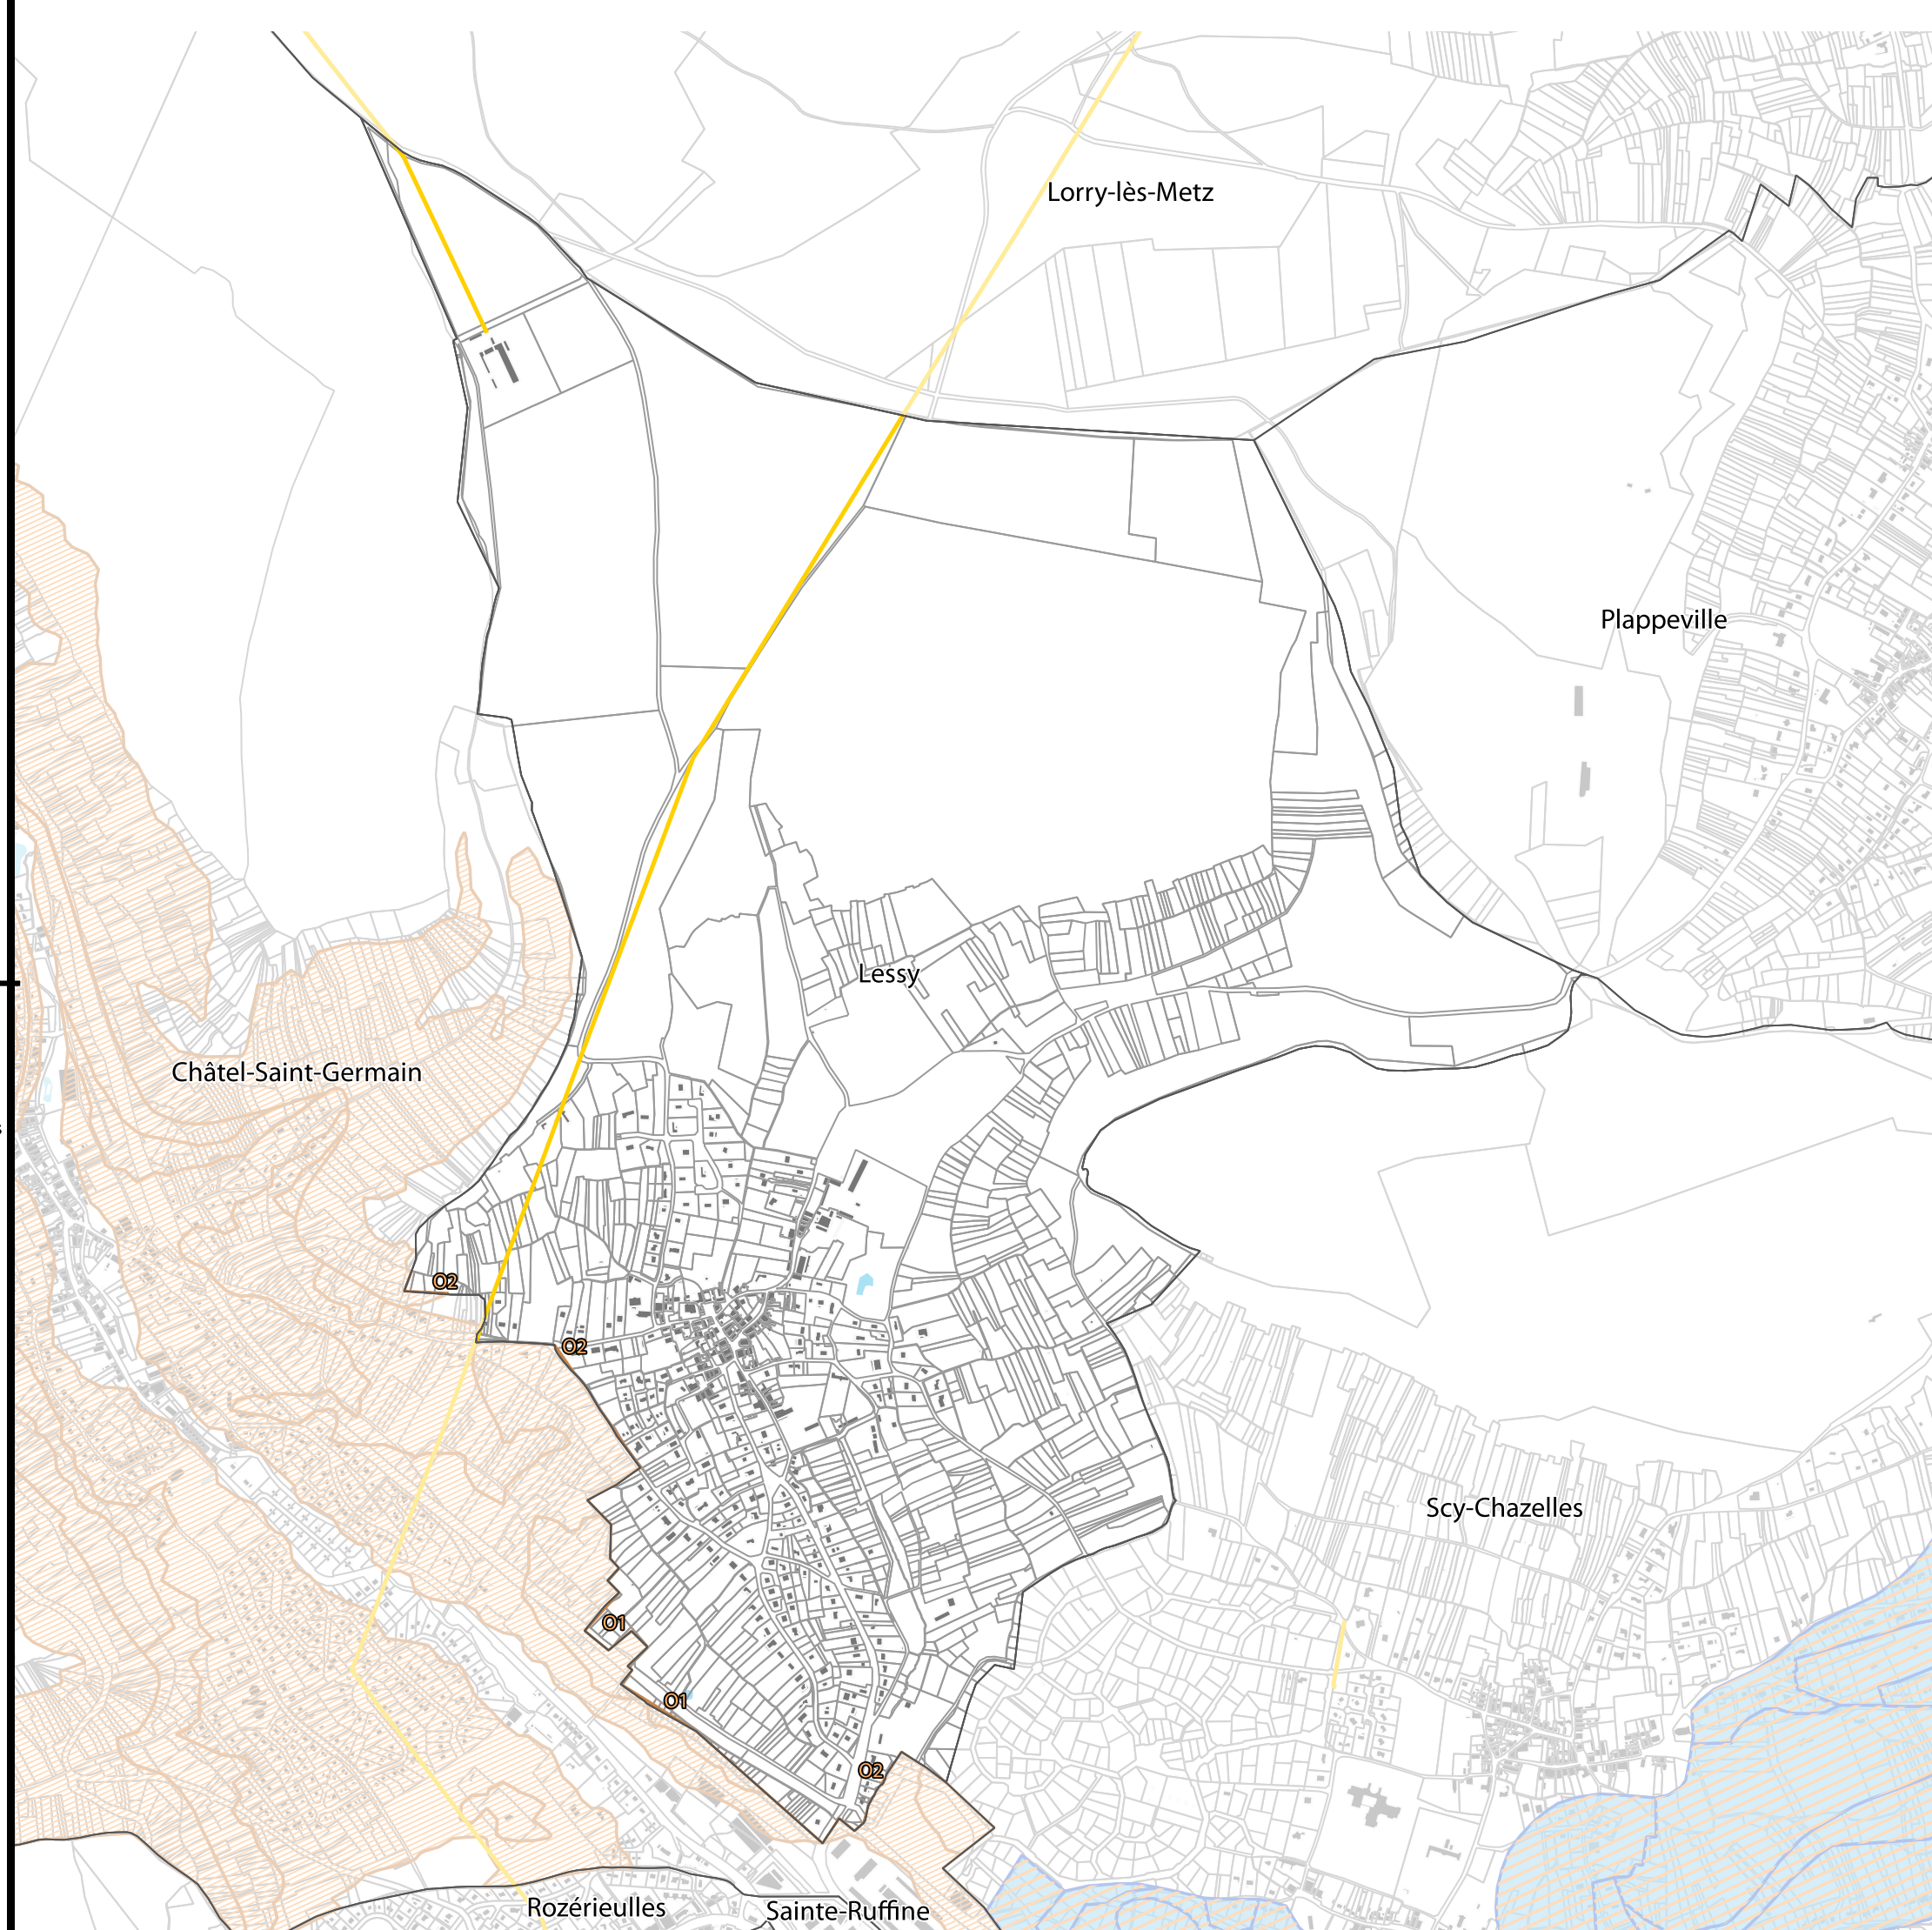 Lorry-lès-Metz
Plappeville
Lessy
Châtel-Saint-Germain
O2
O2
Scy-Chazelles
O1
O1
O2
Rozérieulles
Sainte-Ruffine